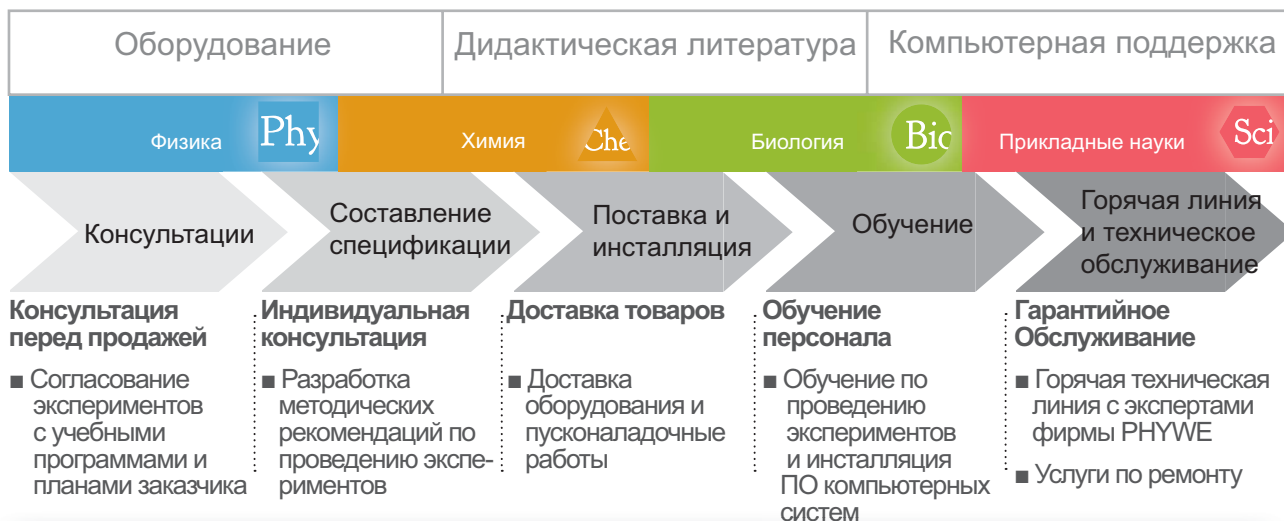 Оборудование
Дидактическая литература
Компьютерная поддержка
Физика
Phy
Химия
Che
Биология
Bio
Прикладные науки
Sci
Консультации
Составление
спецификации
Поставка и
инсталляция
Обучение
Горячая линия
и техническое
обслуживание
Консультация
перед продажей
■ Согласование
экспериментов
с учебными
программами и
планами заказчика
Индивидуальная
консультация
■ Разработка
методических
рекомендаций по
проведению экспе-
риментов
Доставка товаров
■ Доставка
оборудования и
пусконаладочные
работы
Обучение
персонала
■ Обучение по
проведению
экспериментов
и инсталляция
ПО компьютерных
систем
Гарантийное
Обслуживание
■ Горячая техническая
линия с экспертами
фирмы PHYWE
■ Услуги по ремонту